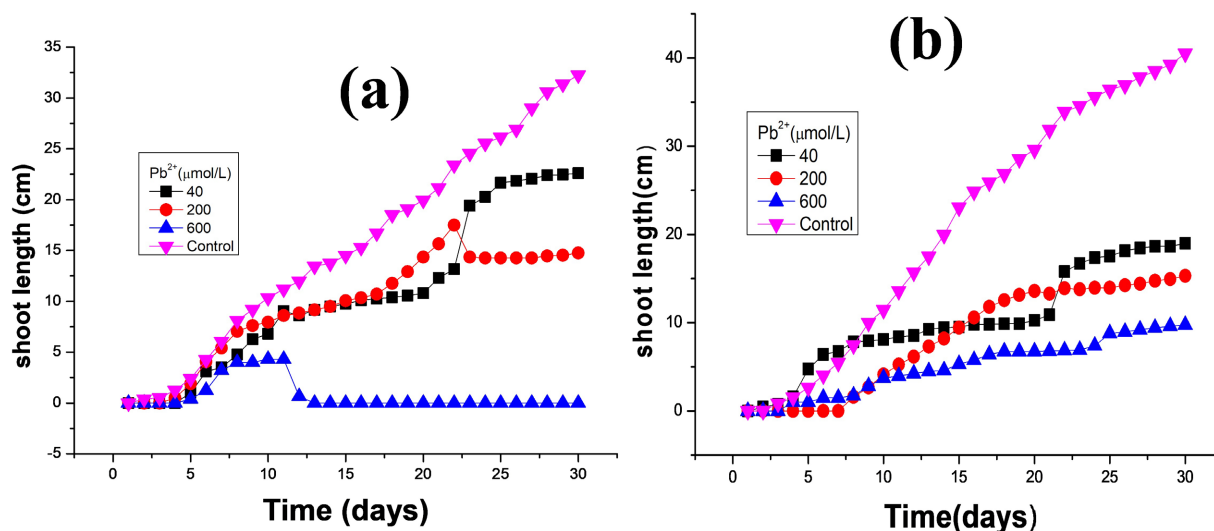 (a)
shoot length (cm)
35
30
25
20
15
10
5
0
-5
Pb²⁺(μmol/L)
40
200
600
Control
0 5 10 15 20 25 30
Time (days)
(b)
shoot length(cm)
40
30
20
10
0
Pb²⁺(μmol/L)
40
200
600
Control
0 5 10 15 20 25 30
Time(days)